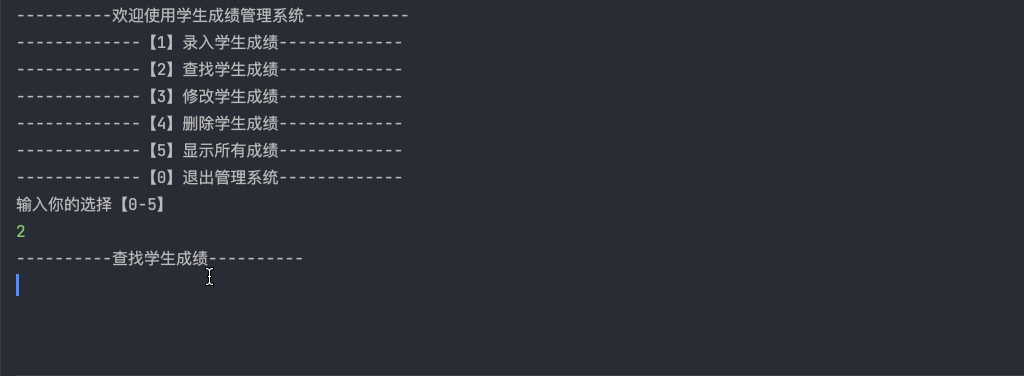 ----------欢迎使用学生成绩管理系统-----------
-------------【1】录入学生成绩-------------
-------------【2】查找学生成绩-------------
-------------【3】修改学生成绩-------------
-------------【4】删除学生成绩-------------
-------------【5】显示所有成绩-------------
-------------【0】退出管理系统-------------
输入你的选择【0-5】
2
----------查找学生成绩----------